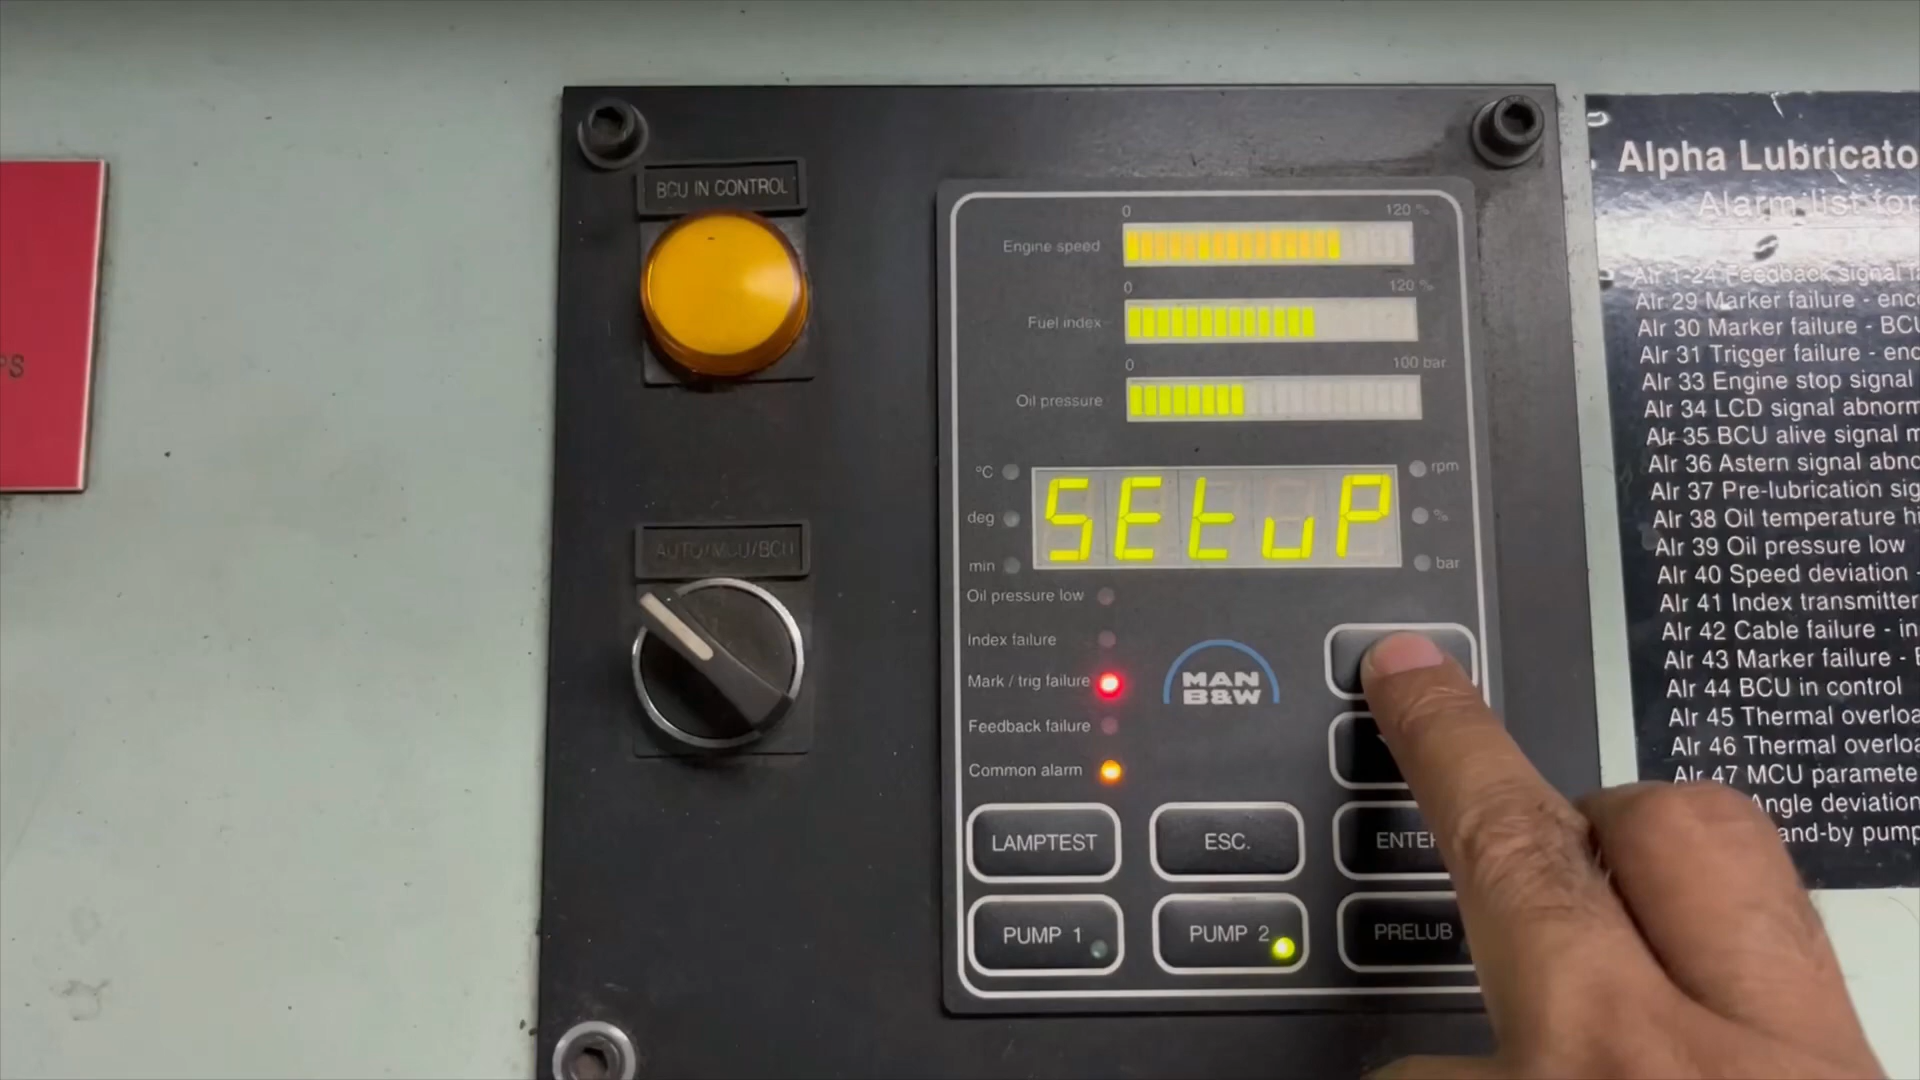 PS
BCU IN CONTROL
AUTO/MCU/BCU
0 120 %
Engine speed
0 120 %
Fuel index
0 100 bar
Oil pressure
°C rpm
SEtuP
deg %
min bar
Oil pressure low
Index failure
Mark / trig failure
Feedback failure
Common alarm
MAN
B&W
LAMPTEST ESC. ENTER
PUMP 1 PUMP 2 PRELUB
Alpha Lubricato
Alarm list for
Alr 1-24 Feedback signal fa
Alr 29 Marker failure - enco
Alr 30 Marker failure - BCU
Alr 31 Trigger failure - enc
Alr 33 Engine stop signal
Alr 34 LCD signal abnorm
Alr 35 BCU alive signal m
Alr 36 Astern signal abno
Alr 37 Pre-lubrication sig
Alr 38 Oil temperature hi
Alr 39 Oil pressure low
Alr 40 Speed deviation -
Alr 41 Index transmitter
Alr 42 Cable failure - in
Alr 43 Marker failure - E
Alr 44 BCU in control
Alr 45 Thermal overloa
Alr 46 Thermal overloa
Alr 47 MCU paramete
Angle deviation
and-by pump